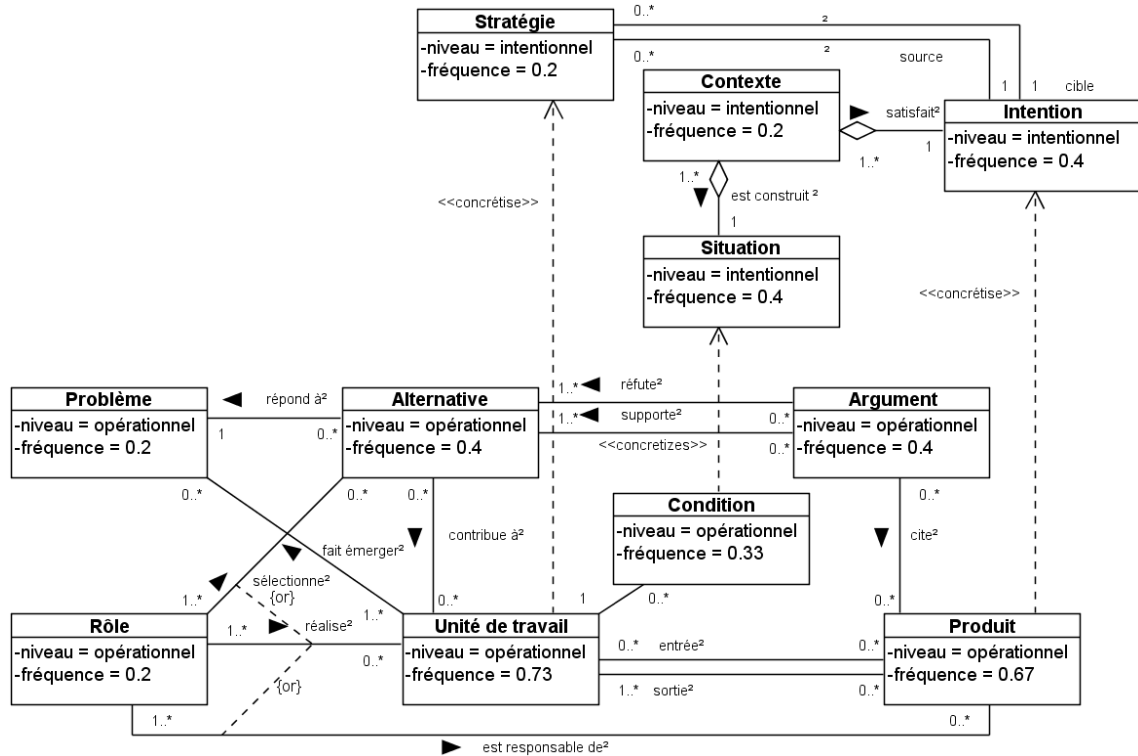 Stratégie
-niveau = intentionnel
-fréquence = 0.2
0..*
²
0..*
²
source
1
1
cible
Contexte
-niveau = intentionnel
-fréquence = 0.2
satisfait²
1..*
1
Intention
-niveau = intentionnel
-fréquence = 0.4
1..*
est construit ²
1
<<concrétise>>
Situation
-niveau = intentionnel
-fréquence = 0.4
<<concrétise>>
Problème
-niveau = opérationnel
-fréquence = 0.2
répond à²
1
0..*
Alternative
-niveau = opérationnel
-fréquence = 0.4
1..*
réfute²
1..*
supporte²
0..*
<<concretizes>>
0..*
Argument
-niveau = opérationnel
-fréquence = 0.4
0..*
0..*
0..*
0..*
Condition
-niveau = opérationnel
-fréquence = 0.33
contribue à²
cite²
fait émerger²
sélectionne²
{or}
1..*
1..*
0..*
1
0..*
0..*
Rôle
-niveau = opérationnel
-fréquence = 0.2
1..*
réalise²
0..*
Unité de travail
-niveau = opérationnel
-fréquence = 0.73
0..*
entrée²
0..*
1..*
sortie²
0..*
Produit
-niveau = opérationnel
-fréquence = 0.67
{or}
1..*
0..*
est responsable de²